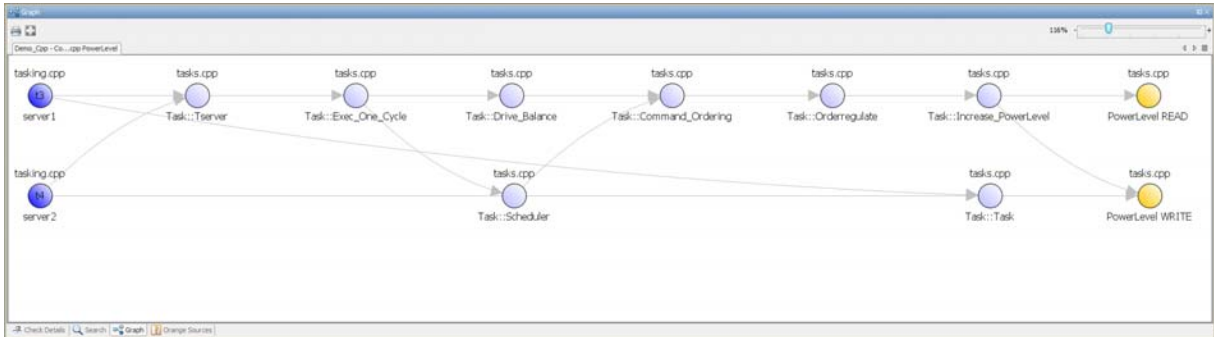 Graph
116%
Demo_Cpp - Co...cpp PowerLevel
tasking.cpp tasks.cpp tasks.cpp tasks.cpp tasks.cpp tasks.cpp tasks.cpp tasks.cpp
t3
server1 Task::Tserver Task::Exec_One_Cycle Task::Drive_Balance Task::Command_Ordering Task::Orderregulate Task::Increase_PowerLevel PowerLevel READ
tasking.cpp tasks.cpp tasks.cpp tasks.cpp
t4
server2 Task::Scheduler Task::Task PowerLevel WRITE
Check Details Search Graph Orange Sources